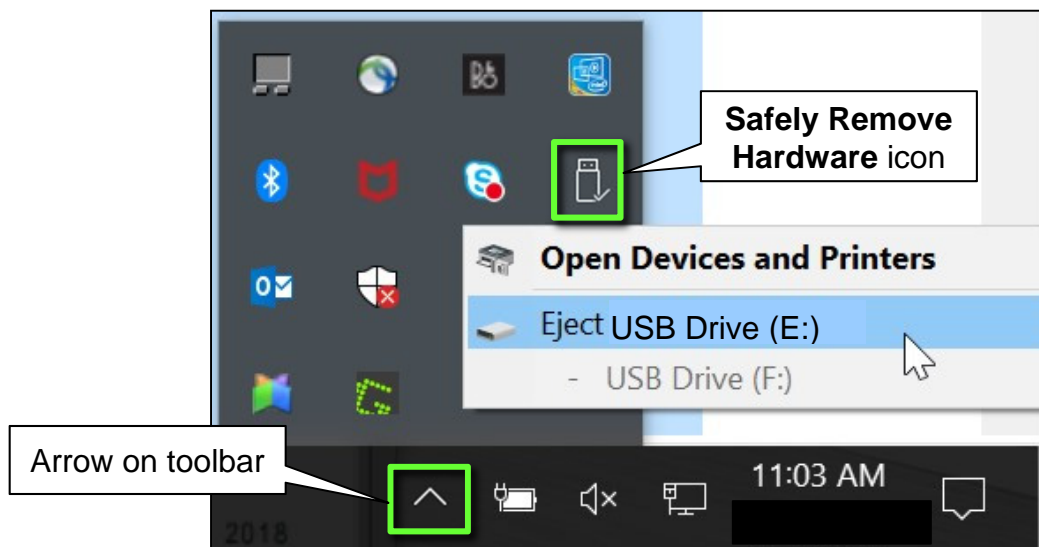 Safely Remove
Hardware icon
Open Devices and Printers
Eject USB Drive (E:)
- USB Drive (F:)
Arrow on toolbar
11:03 AM
2018